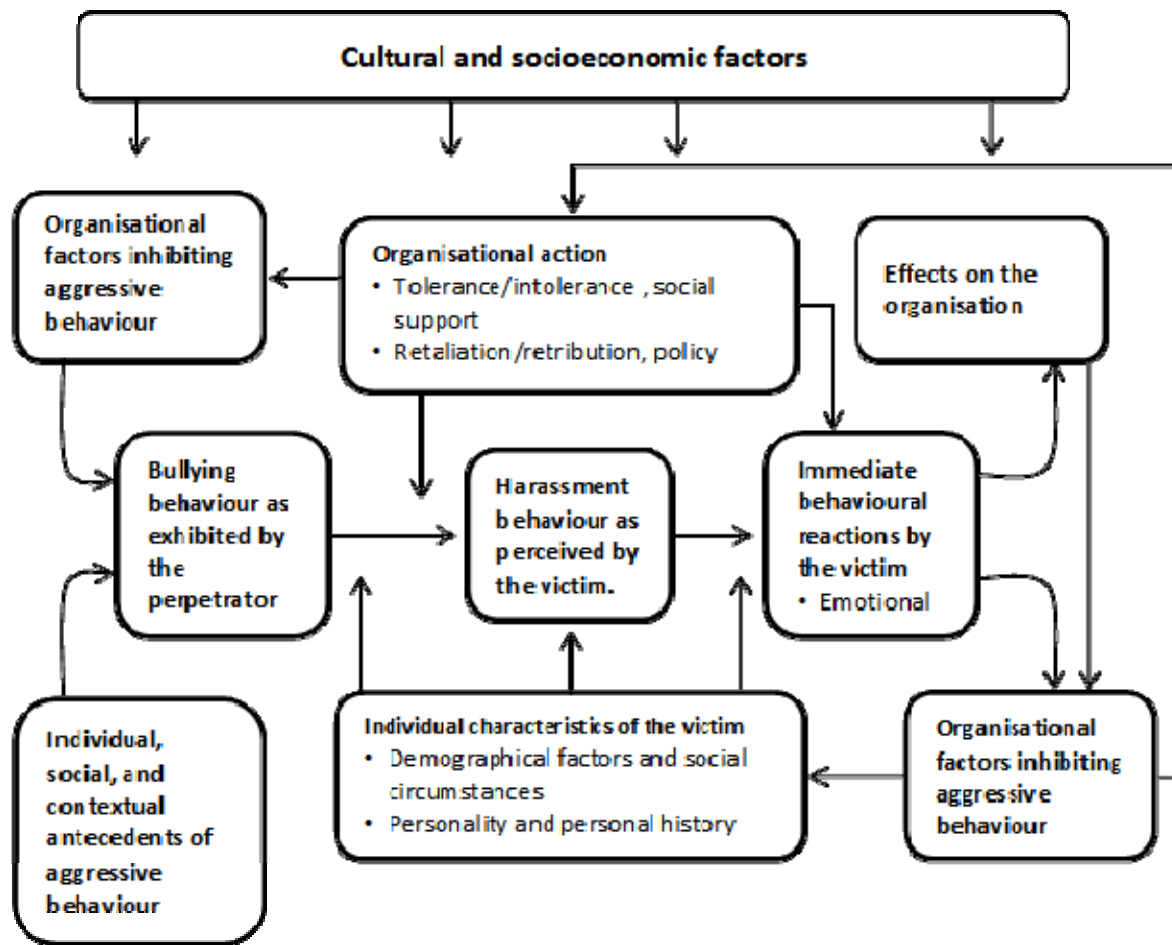 Cultural and socioeconomic factors
Organisational
factors inhibiting
aggressive
behaviour
Organisational action
• Tolerance/intolerance , social
support
• Retaliation/retribution, policy
Effects on the
organisation
Bullying
behaviour as
exhibited by
the
perpetrator
Harassment
behaviour as
perceived by
the victim.
Immediate
behavioural
reactions by
the victim
• Emotional
Individual,
social, and
contextual
antecedents of
aggressive
behaviour
Individual characteristics of the victim
• Demographical factors and social
circumstances
• Personality and personal history
Organisational
factors inhibiting
aggressive
behaviour